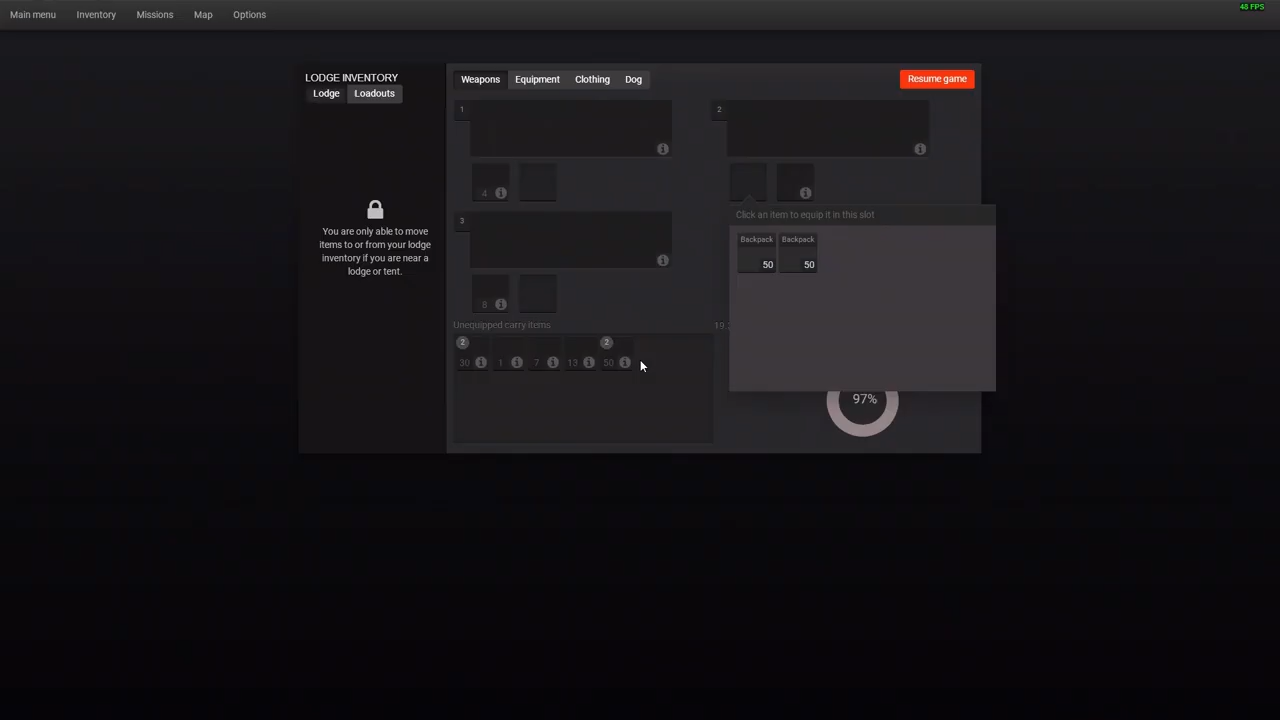 Main menu Inventory Missions Map Options
48 FPS
LODGE INVENTORY
Lodge Loadouts
Weapons Equipment Clothing Dog
Resume game
1
2
4
You are only able to move
items to or from your lodge
inventory if you are near a
lodge or tent.
3
Click an item to equip it in this slot
Backpack Backpack
50 50
8
Unequipped carry items
19.
2 2
30 1 7 13 50
97%